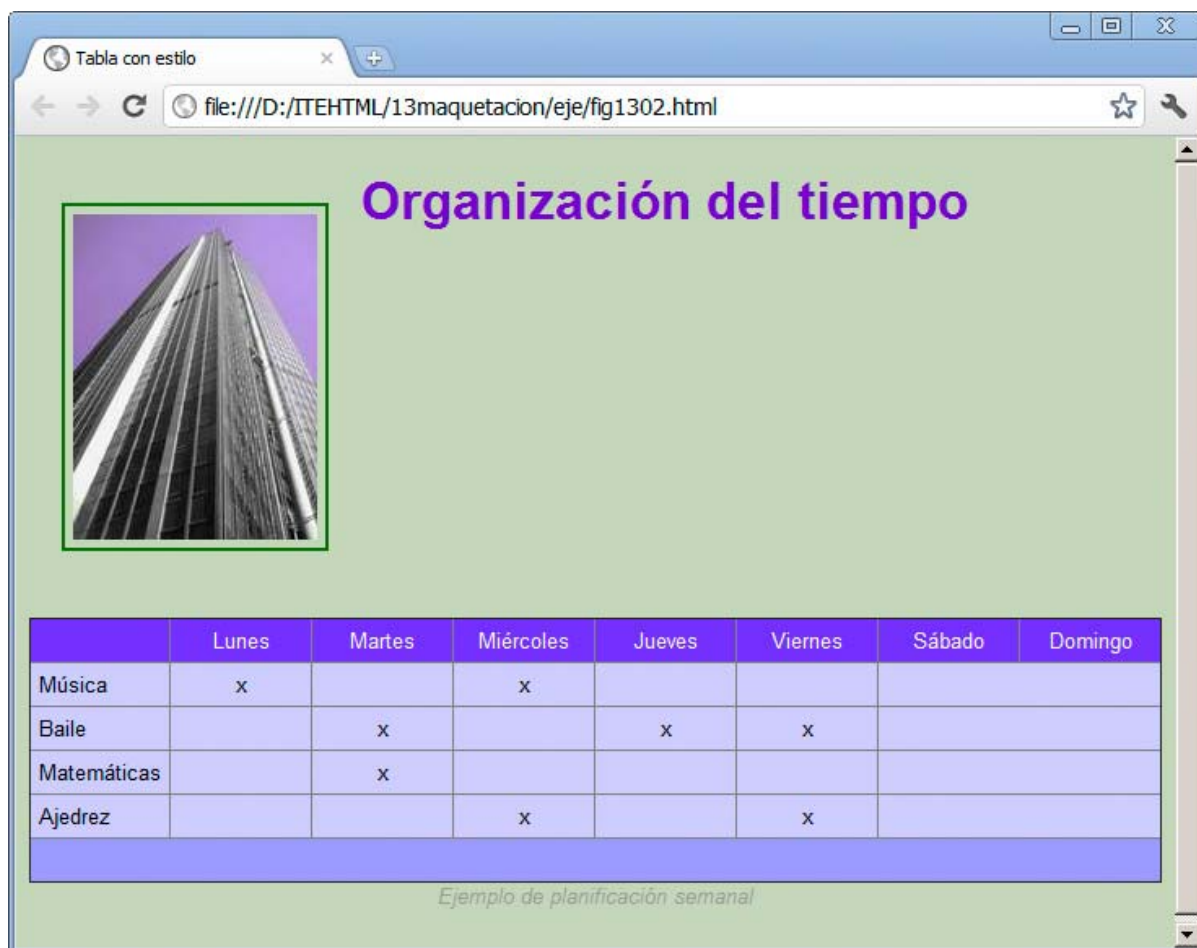 Tabla con estilo
file:///D:/ITEHTML/13maquetacion/eje/fig1302.html
Organización del tiempo
Lunes Martes Miércoles Jueves Viernes Sábado Domingo
Música x x
Baile x x x
Matemáticas x
Ajedrez x x
Ejemplo de planificación semanal